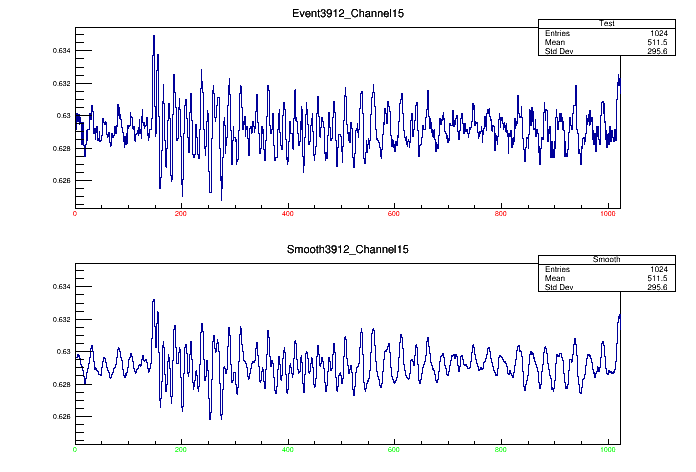 Event3912_Channel15
Test
Entries 1024
Mean 511.5
Std Dev 295.6
0.634
0.632
0.63
0.628
0.626
0 200 400 600 800 1000
Smooth3912_Channel15
Smooth
Entries 1024
Mean 511.5
Std Dev 295.6
0.634
0.632
0.63
0.628
0.626
0 200 400 600 800 1000